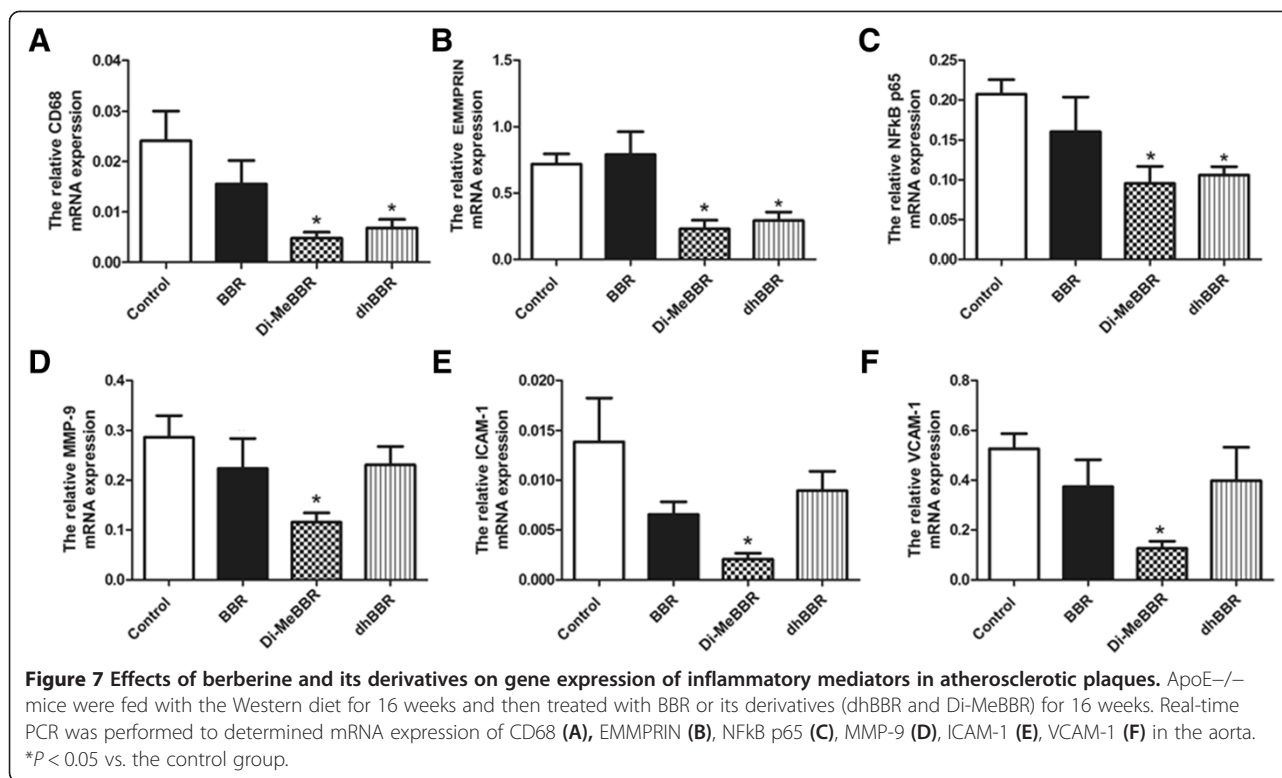 A
The relative CD68
mRNA experssion
0.04
0.03
0.02
0.01
0.00
*
*
Control
BBR
Di-MeBBR
dhBBR
B
The relative EMMPRIN
mRNA expression
1.5
1.0
0.5
0.0
*
*
Control
BBR
Di-MeBBR
dhBBR
C
The relative NFkB p65
mRNA expression
0.25
0.20
0.15
0.10
0.05
0.00
*
*
Control
BBR
Di-MeBBR
dhBBR
D
The relative MMP-9
mRNA expression
0.4
0.3
0.2
0.1
0.0
*
Control
BBR
Di-MeBBR
dhBBR
E
The relative ICAM-1
mRNA expression
0.020
0.015
0.010
0.005
0.000
*
Control
BBR
Di-MeBBR
dhBBR
F
The relative VCAM-1
mRNA expression
0.8
0.6
0.4
0.2
0.0
*
Control
BBR
Di-MeBBR
dhBBR
Figure 7 Effects of berberine and its derivatives on gene expression of inflammatory mediators in atherosclerotic plaques. ApoE−/−
mice were fed with the Western diet for 16 weeks and then treated with BBR or its derivatives (dhBBR and Di-MeBBR) for 16 weeks. Real-time
PCR was performed to determined mRNA expression of CD68 (A), EMMPRIN (B), NFkB p65 (C), MMP-9 (D), ICAM-1 (E), VCAM-1 (F) in the aorta.
*P < 0.05 vs. the control group.